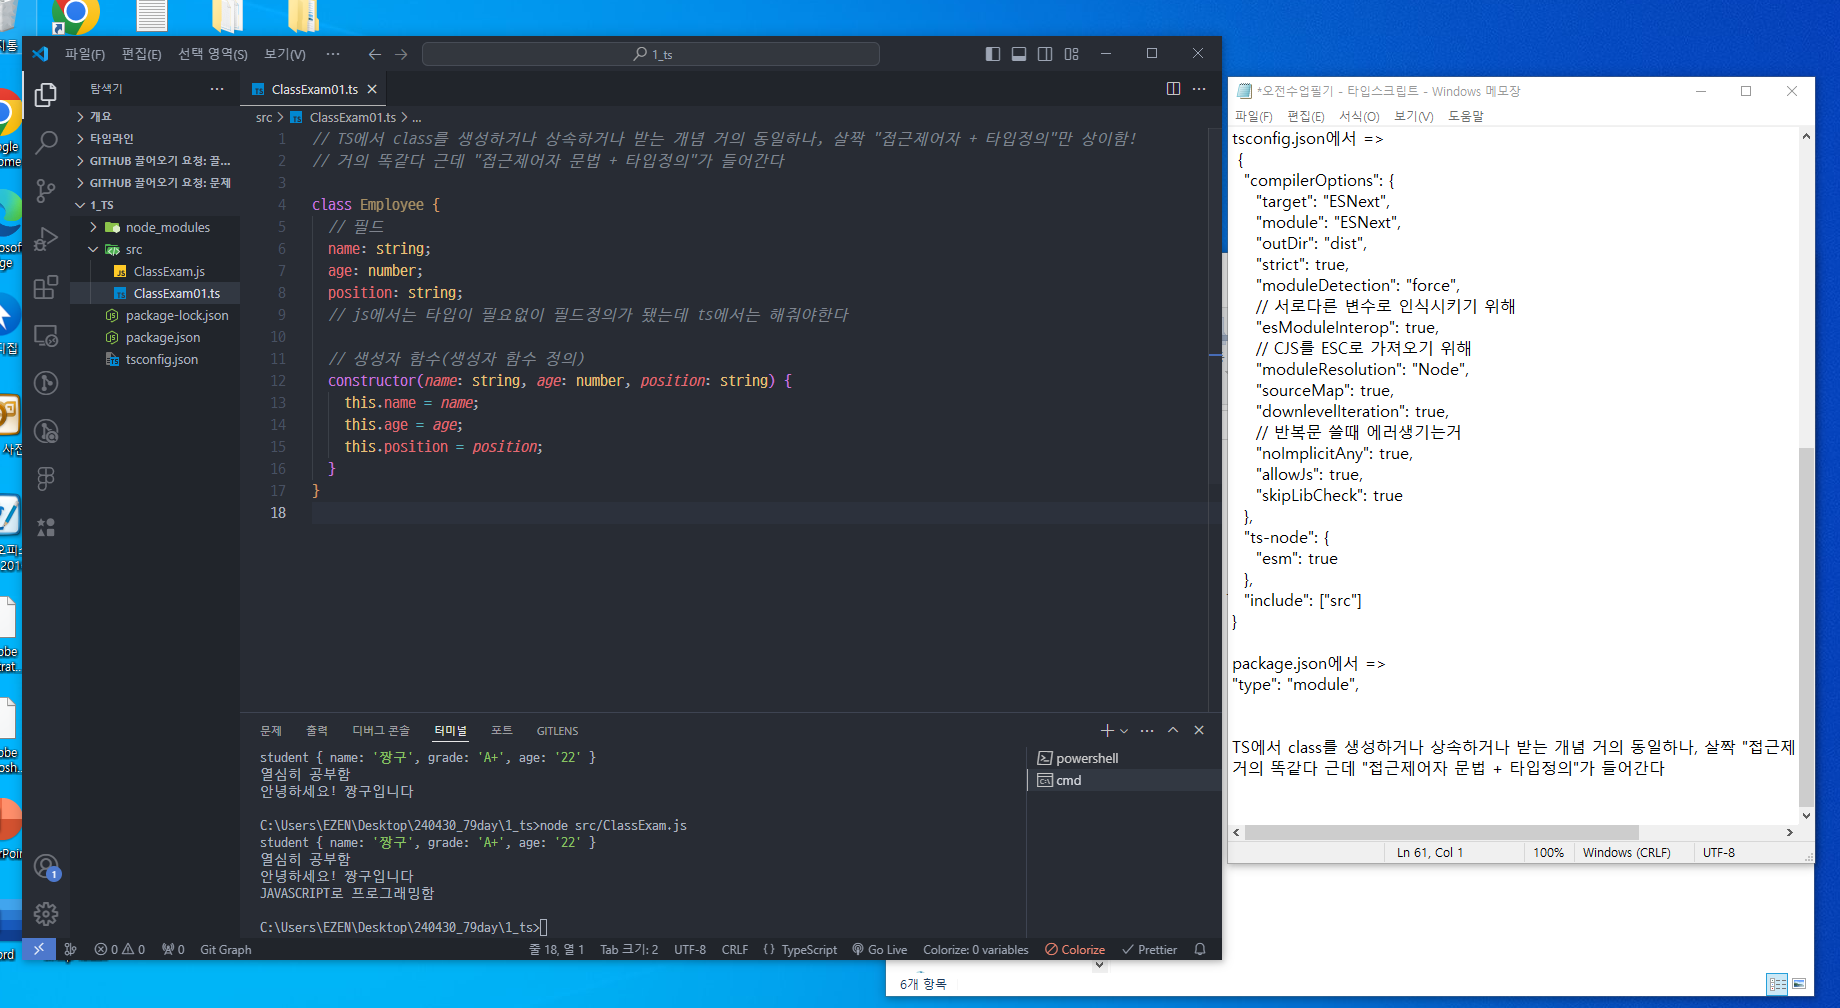 지통
gle
ome
osoft
ge
피집
사전
오피스
201
be
trat...
be
osh...
rPoin
ord
파일(F) 편집(E) 선택 영역(S) 보기(V) ··· 1_ts
탐색기 ···
개요
타임라인
GITHUB 끌어오기 요청: 끌...
GITHUB 끌어오기 요청: 문제
1_TS
node_modules
src
ClassExam.js
ClassExam01.ts
package-lock.json
package.json
tsconfig.json
ClassExam01.ts
src > ClassExam01.ts > ...
1 // TS에서 class를 생성하거나 상속하거나 받는 개념 거의 동일하나, 살짝 "접근제어자 + 타입정의"만 상이함!
2 // 거의 똑같다 근데 "접근제어자 문법 + 타입정의"가 들어간다
3
4 class Employee {
5 // 필드
6 name: string;
7 age: number;
8 position: string;
9 // js에서는 타입이 필요없이 필드정의가 됐는데 ts에서는 해줘야한다
10
11 // 생성자 함수(생성자 함수 정의)
12 constructor(name: string, age: number, position: string) {
13 this.name = name;
14 this.age = age;
15 this.position = position;
16 }
17 }
18
문제 출력 디버그 콘솔 터미널 포트 GITLENS
student { name: '짱구', grade: 'A+', age: '22' }
열심히 공부함
안녕하세요! 짱구입니다
C:\Users\EZEN\Desktop\240430_79day\1_ts>node src/ClassExam.js
student { name: '짱구', grade: 'A+', age: '22' }
열심히 공부함
안녕하세요! 짱구입니다
JAVASCRIPT로 프로그래밍함
C:\Users\EZEN\Desktop\240430_79day\1_ts>
powershell
cmd
1
0 0 0 Git Graph 줄 18, 열 1 Tab 크기: 2 UTF-8 CRLF {} TypeScript Go Live Colorize: 0 variables Colorize Prettier
*오전수업필기 - 타입스크립트 - Windows 메모장
파일(F) 편집(E) 서식(O) 보기(V) 도움말
tsconfig.json에서 =>
{
"compilerOptions": {
"target": "ESNext",
"module": "ESNext",
"outDir": "dist",
"strict": true,
"moduleDetection": "force",
// 서로다른 변수로 인식시키기 위해
"esModuleInterop": true,
// CJS를 ESC로 가져오기 위해
"moduleResolution": "Node",
"sourceMap": true,
"downlevelIteration": true,
// 반복문 쓸때 에러생기는거
"noImplicitAny": true,
"allowJs": true,
"skipLibCheck": true
},
"ts-node": {
"esm": true
},
"include": ["src"]
}
package.json에서 =>
"type": "module",
TS에서 class를 생성하거나 상속하거나 받는 개념 거의 동일하나, 살짝 "접근제
거의 똑같다 근데 "접근제어자 문법 + 타입정의"가 들어간다
Ln 61, Col 1 100% Windows (CRLF) UTF-8
6개 항목